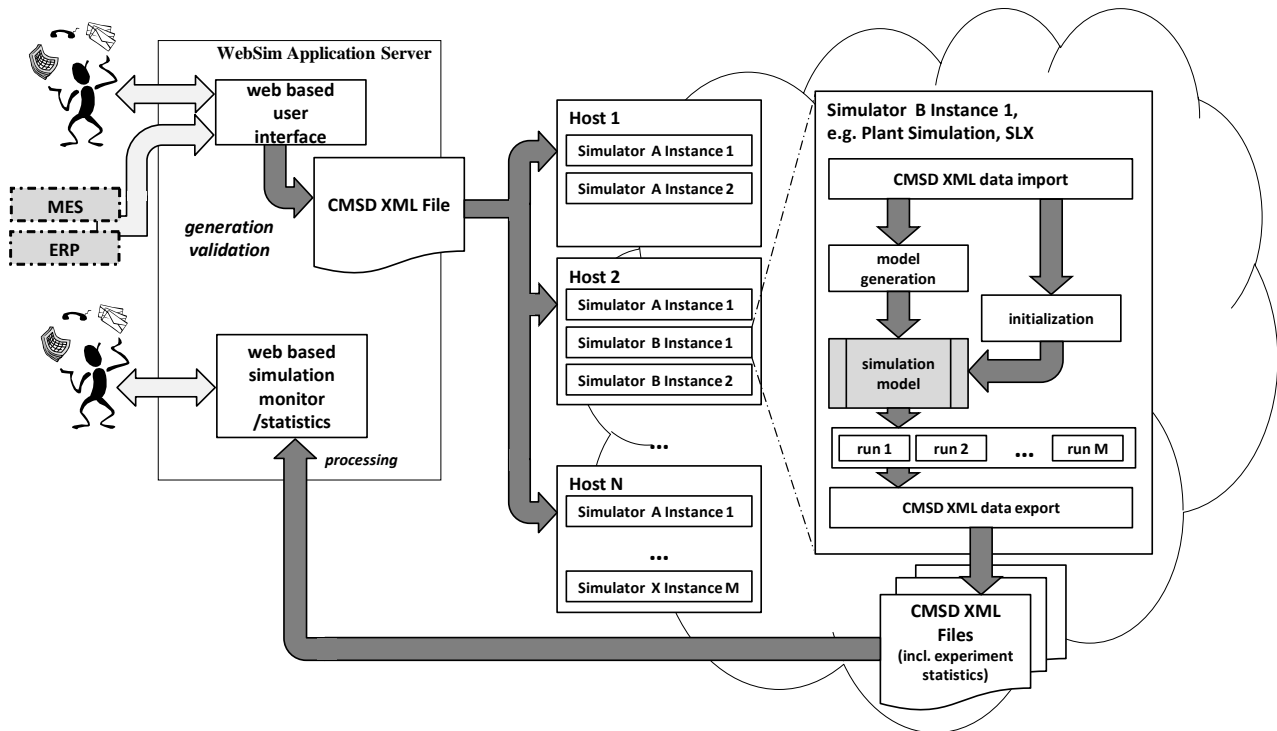 WebSim Application Server
web based
user
interface
MES
ERP
generation
validation
CMSD XML File
web based
simulation
monitor
/statistics
processing
Host 1
Simulator A Instance 1
Simulator A Instance 2
Host 2
Simulator A Instance 1
Simulator B Instance 1
Simulator B Instance 2
...
Host N
Simulator A Instance 1
...
Simulator X Instance M
Simulator B Instance 1,
e.g. Plant Simulation, SLX
CMSD XML data import
model
generation
initialization
simulation
model
run 1
run 2
...
run M
CMSD XML data export
CMSD XML
Files
(incl. experiment
statistics)